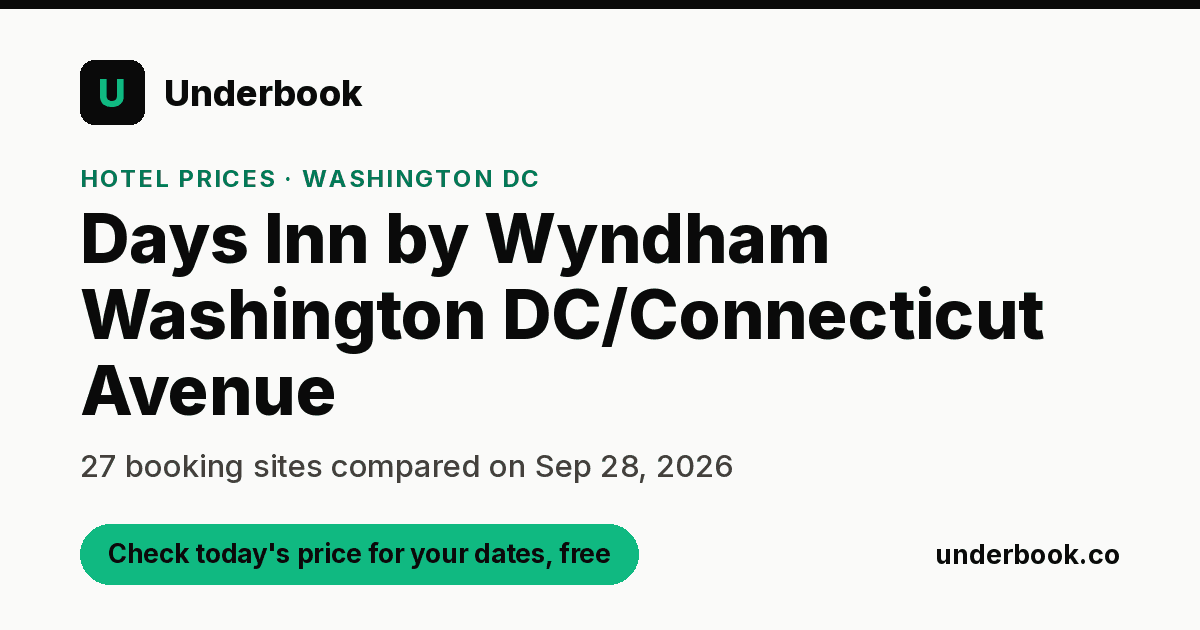 U
Underbook
HOTEL PRICES · WASHINGTON DC
Days Inn by Wyndham
Washington DC/Connecticut
Avenue
27 booking sites compared on Sep 28, 2026
Check today's price for your dates, free
underbook.co